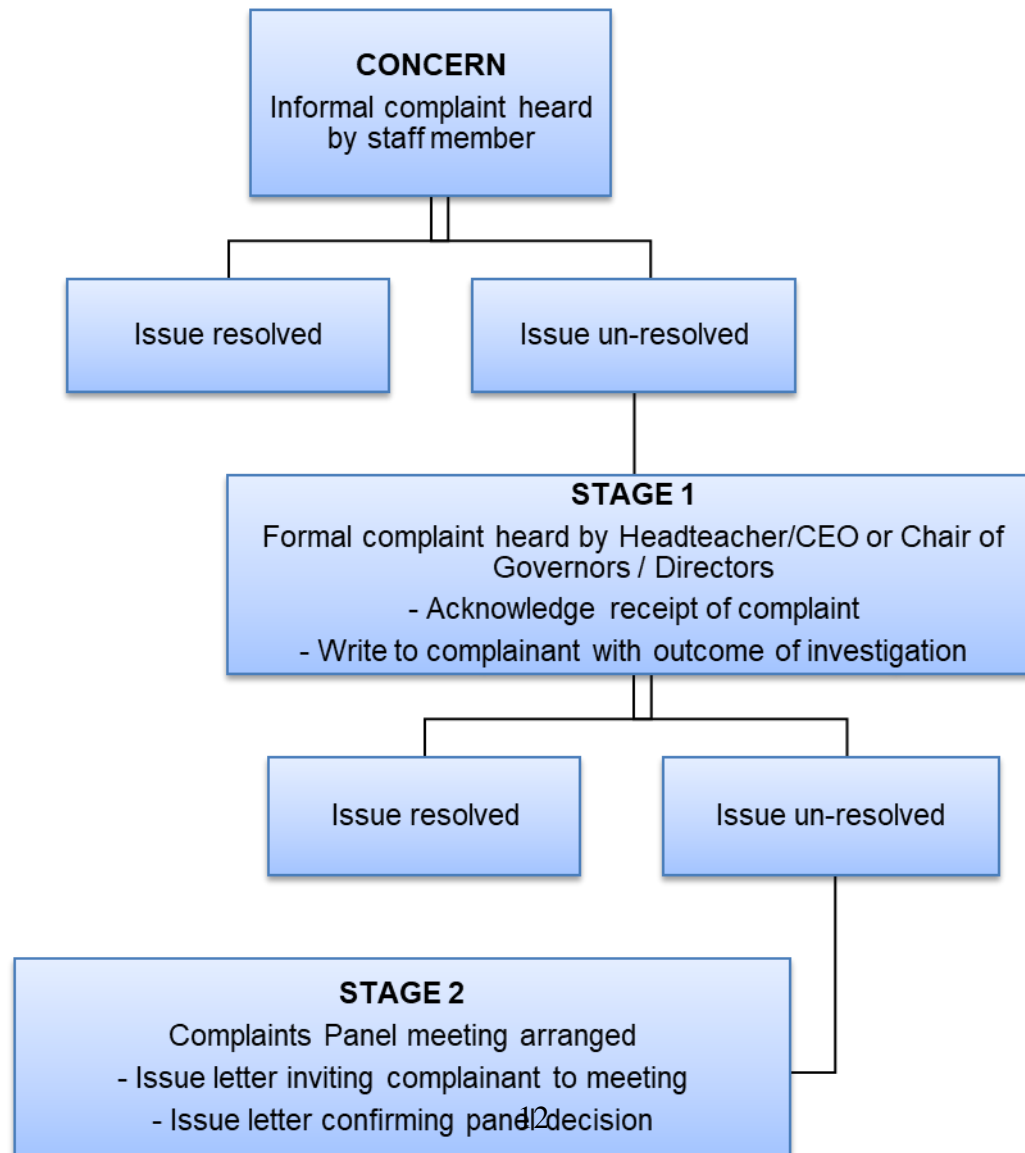 CONCERN
Informal complaint heard
by staff member
Issue resolved
Issue un-resolved
STAGE 1
Formal complaint heard by Headteacher/CEO or Chair of
Governors / Directors
- Acknowledge receipt of complaint
- Write to complainant with outcome of investigation
Issue resolved
Issue un-resolved
STAGE 2
Complaints Panel meeting arranged
- Issue letter inviting complainant to meeting
- Issue letter confirming panel decision
12